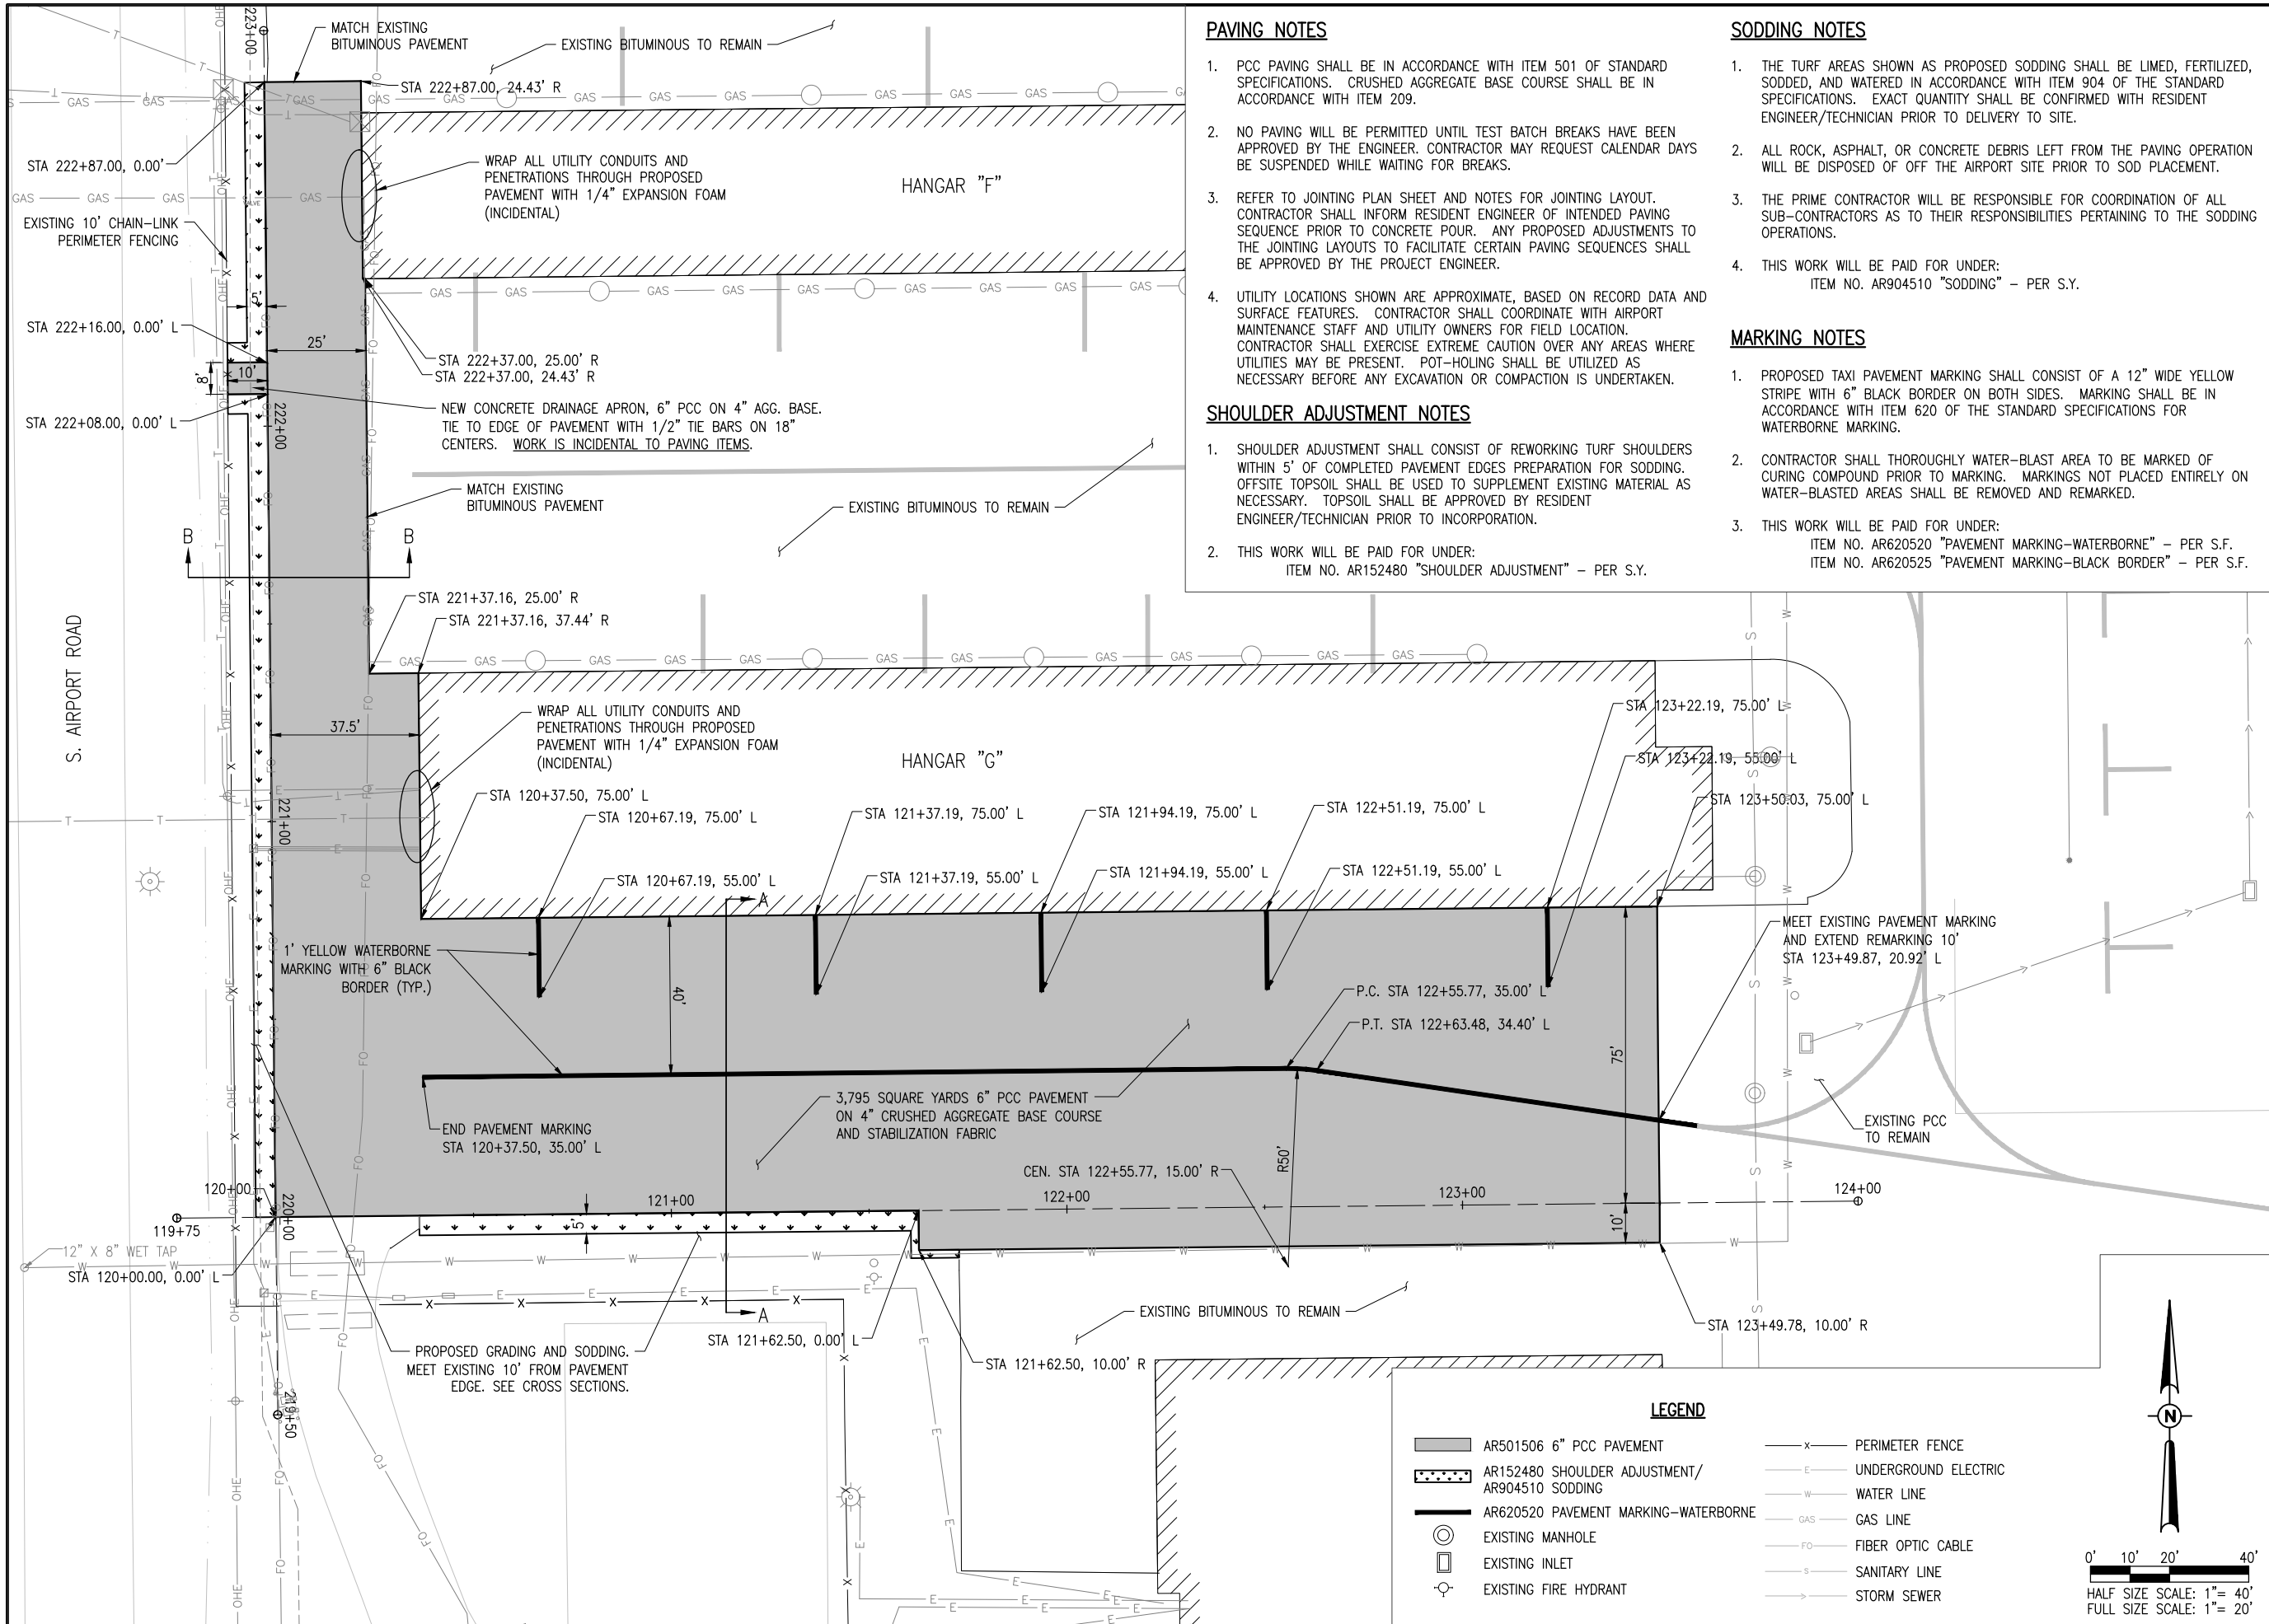 PAVING NOTES
1. PCC PAVING SHALL BE IN ACCORDANCE WITH ITEM 501 OF STANDARD
SPECIFICATIONS. CRUSHED AGGREGATE BASE COURSE SHALL BE IN
ACCORDANCE WITH ITEM 209.
2. NO PAVING WILL BE PERMITTED UNTIL TEST BATCH BREAKS HAVE BEEN
APPROVED BY THE ENGINEER. CONTRACTOR MAY REQUEST CALENDAR DAYS
BE SUSPENDED WHILE WAITING FOR BREAKS.
3. REFER TO JOINTING PLAN SHEET AND NOTES FOR JOINTING LAYOUT.
CONTRACTOR SHALL INFORM RESIDENT ENGINEER OF INTENDED PAVING
SEQUENCE PRIOR TO CONCRETE POUR. ANY PROPOSED ADJUSTMENTS TO
THE JOINTING LAYOUTS TO FACILITATE CERTAIN PAVING SEQUENCES SHALL
BE APPROVED BY THE PROJECT ENGINEER.
4. UTILITY LOCATIONS SHOWN ARE APPROXIMATE, BASED ON RECORD DATA AND
SURFACE FEATURES. CONTRACTOR SHALL COORDINATE WITH AIRPORT
MAINTENANCE STAFF AND UTILITY OWNERS FOR FIELD LOCATION.
CONTRACTOR SHALL EXERCISE EXTREME CAUTION OVER ANY AREAS WHERE
UTILITIES MAY BE PRESENT. POT-HOLING SHALL BE UTILIZED AS
NECESSARY BEFORE ANY EXCAVATION OR COMPACTION IS UNDERTAKEN.
SHOULDER ADJUSTMENT NOTES
1. SHOULDER ADJUSTMENT SHALL CONSIST OF REWORKING TURF SHOULDERS
WITHIN 5' OF COMPLETED PAVEMENT EDGES PREPARATION FOR SODDING.
OFFSITE TOPSOIL SHALL BE USED TO SUPPLEMENT EXISTING MATERIAL AS
NECESSARY. TOPSOIL SHALL BE APPROVED BY RESIDENT
ENGINEER/TECHNICIAN PRIOR TO INCORPORATION.
2. THIS WORK WILL BE PAID FOR UNDER:
ITEM NO. AR152480 "SHOULDER ADJUSTMENT" - PER S.Y.
SODDING NOTES
1. THE TURF AREAS SHOWN AS PROPOSED SODDING SHALL BE LIMED, FERTILIZED,
SODDED, AND WATERED IN ACCORDANCE WITH ITEM 904 OF THE STANDARD
SPECIFICATIONS. EXACT QUANTITY SHALL BE CONFIRMED WITH RESIDENT
ENGINEER/TECHNICIAN PRIOR TO DELIVERY TO SITE.
2. ALL ROCK, ASPHALT, OR CONCRETE DEBRIS LEFT FROM THE PAVING OPERATION
WILL BE DISPOSED OF OFF THE AIRPORT SITE PRIOR TO SOD PLACEMENT.
3. THE PRIME CONTRACTOR WILL BE RESPONSIBLE FOR COORDINATION OF ALL
SUB-CONTRACTORS AS TO THEIR RESPONSIBILITIES PERTAINING TO THE SODDING
OPERATIONS.
4. THIS WORK WILL BE PAID FOR UNDER:
ITEM NO. AR904510 "SODDING" - PER S.Y.
MARKING NOTES
1. PROPOSED TAXI PAVEMENT MARKING SHALL CONSIST OF A 12" WIDE YELLOW
STRIPE WITH 6" BLACK BORDER ON BOTH SIDES. MARKING SHALL BE IN
ACCORDANCE WITH ITEM 620 OF THE STANDARD SPECIFICATIONS FOR
WATERBORNE MARKING.
2. CONTRACTOR SHALL THOROUGHLY WATER-BLAST AREA TO BE MARKED OF
CURING COMPOUND PRIOR TO MARKING. MARKINGS NOT PLACED ENTIRELY ON
WATER-BLASTED AREAS SHALL BE REMOVED AND REMARKED.
3. THIS WORK WILL BE PAID FOR UNDER:
ITEM NO. AR620520 "PAVEMENT MARKING-WATERBORNE" - PER S.F.
ITEM NO. AR620525 "PAVEMENT MARKING-BLACK BORDER" - PER S.F.
223+00
MATCH EXISTING
BITUMINOUS PAVEMENT
EXISTING BITUMINOUS TO REMAIN
STA 222+87.00, 24.43' R
STA 222+87.00, 0.00'
WRAP ALL UTILITY CONDUITS AND
PENETRATIONS THROUGH PROPOSED
PAVEMENT WITH 1/4" EXPANSION FOAM
(INCIDENTAL)
HANGAR "F"
EXISTING 10' CHAIN-LINK
PERIMETER FENCING
5'
STA 222+16.00, 0.00' L
25'
STA 222+37.00, 25.00' R
STA 222+37.00, 24.43' R
8'
10'
STA 222+08.00, 0.00' L
222+00
NEW CONCRETE DRAINAGE APRON, 6" PCC ON 4" AGG. BASE.
TIE TO EDGE OF PAVEMENT WITH 1/2" TIE BARS ON 18"
CENTERS. WORK IS INCIDENTAL TO PAVING ITEMS.
MATCH EXISTING
BITUMINOUS PAVEMENT
EXISTING BITUMINOUS TO REMAIN
B
B
STA 221+37.16, 25.00' R
STA 221+37.16, 37.44' R
S. AIRPORT ROAD
37.5'
WRAP ALL UTILITY CONDUITS AND
PENETRATIONS THROUGH PROPOSED
PAVEMENT WITH 1/4" EXPANSION FOAM
(INCIDENTAL)
HANGAR "G"
STA 123+22.19, 75.00' L
STA 123+22.19, 55.00' L
STA 123+50.03, 75.00' L
221+00
STA 120+37.50, 75.00' L
STA 120+67.19, 75.00' L
STA 121+37.19, 75.00' L
STA 121+94.19, 75.00' L
STA 122+51.19, 75.00' L
STA 120+67.19, 55.00' L
STA 121+37.19, 55.00' L
STA 121+94.19, 55.00' L
STA 122+51.19, 55.00' L
A
1' YELLOW WATERBORNE
MARKING WITH 6" BLACK
BORDER (TYP.)
40'
MEET EXISTING PAVEMENT MARKING
AND EXTEND REMARKING 10'
STA 123+49.87, 20.92' L
P.C. STA 122+55.77, 35.00' L
P.T. STA 122+63.48, 34.40' L
75'
END PAVEMENT MARKING
STA 120+37.50, 35.00' L
3,795 SQUARE YARDS 6" PCC PAVEMENT
ON 4" CRUSHED AGGREGATE BASE COURSE
AND STABILIZATION FABRIC
EXISTING PCC
TO REMAIN
CEN. STA 122+55.77, 15.00' R
R50'
120+00
119+75
220+00
121+00
122+00
123+00
124+00
5'
10'
12" X 8" WET TAP
STA 120+00.00, 0.00' L
A
STA 121+62.50, 0.00' L
STA 121+62.50, 10.00' R
EXISTING BITUMINOUS TO REMAIN
STA 123+49.78, 10.00' R
PROPOSED GRADING AND SODDING.
MEET EXISTING 10' FROM PAVEMENT
EDGE. SEE CROSS SECTIONS.
219+50
LEGEND
AR501506 6" PCC PAVEMENT
AR152480 SHOULDER ADJUSTMENT/
AR904510 SODDING
AR620520 PAVEMENT MARKING-WATERBORNE
EXISTING MANHOLE
EXISTING INLET
EXISTING FIRE HYDRANT
X PERIMETER FENCE
E UNDERGROUND ELECTRIC
W WATER LINE
GAS GAS LINE
FO FIBER OPTIC CABLE
S SANITARY LINE
STORM SEWER
N
0' 10' 20' 40'
HALF SIZE SCALE: 1"= 40'
FULL SIZE SCALE: 1"= 20'